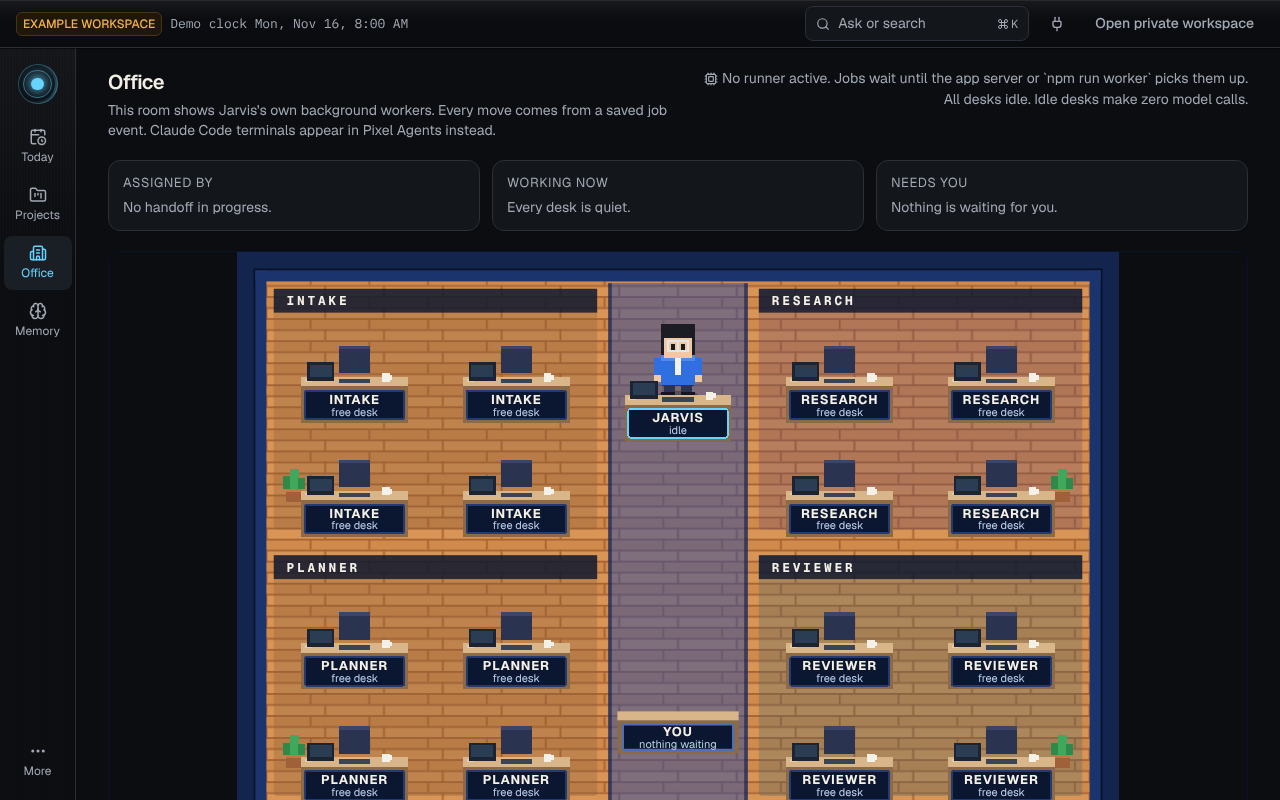 EXAMPLE WORKSPACE
Demo clock Mon, Nov 16, 8:00 AM
Ask or search
⌘K
Open private workspace
Today
Projects
Office
Memory
More
Office
This room shows Jarvis's own background workers. Every move comes from a saved job
event. Claude Code terminals appear in Pixel Agents instead.
No runner active. Jobs wait until the app server or `npm run worker` picks them up.
All desks idle. Idle desks make zero model calls.
ASSIGNED BY
No handoff in progress.
WORKING NOW
Every desk is quiet.
NEEDS YOU
Nothing is waiting for you.
INTAKE
INTAKE
free desk
INTAKE
free desk
INTAKE
free desk
INTAKE
free desk
JARVIS
idle
RESEARCH
RESEARCH
free desk
RESEARCH
free desk
RESEARCH
free desk
RESEARCH
free desk
PLANNER
PLANNER
free desk
PLANNER
free desk
PLANNER
free desk
PLANNER
free desk
YOU
nothing waiting
REVIEWER
REVIEWER
free desk
REVIEWER
free desk
REVIEWER
free desk
REVIEWER
free desk